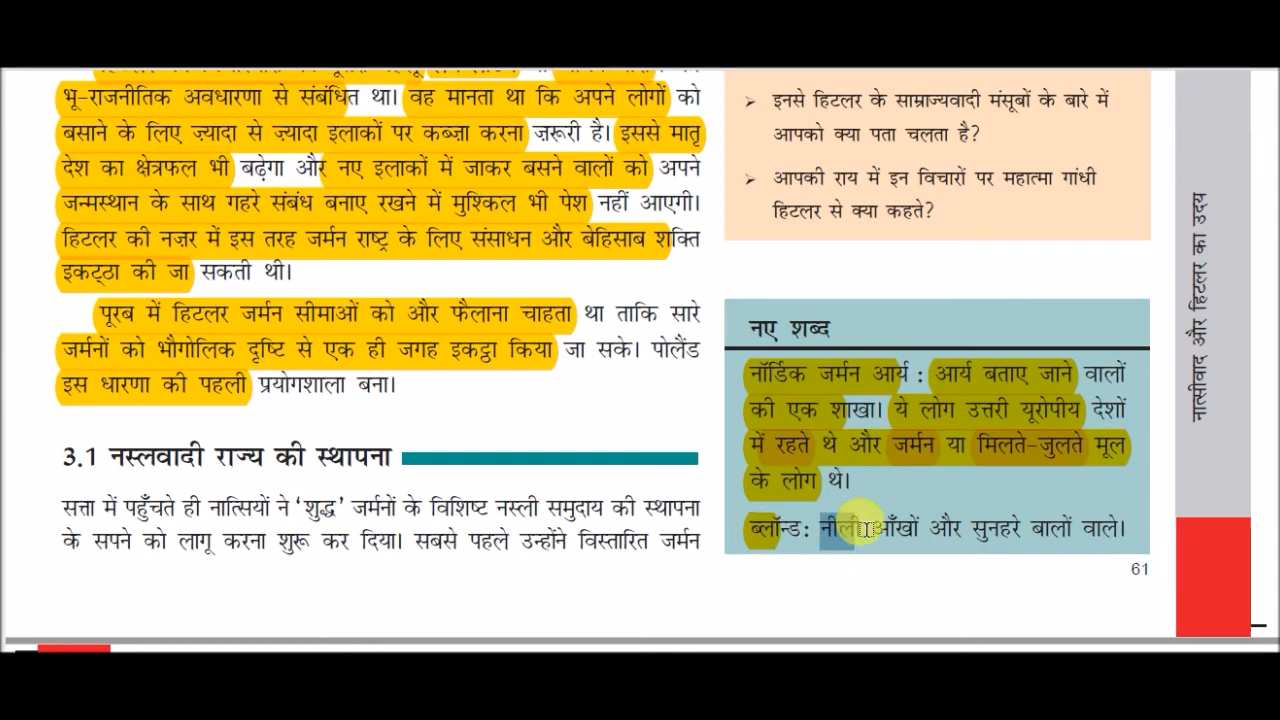 भू-राजनीतिक अवधारणा से संबंधित था। वह मानता था कि अपने लोगों को
बसाने के लिए ज़्यादा से ज़्यादा इलाकों पर कब्ज़ा करना ज़रूरी है। इससे मातृ
देश का क्षेत्रफल भी बढ़ेगा और नए इलाकों में जाकर बसने वालों को अपने
जन्मस्थान के साथ गहरे संबंध बनाए रखने में मुश्किल भी पेश नहीं आएगी।
हिटलर की नज़र में इस तरह जर्मन राष्ट्र के लिए संसाधन और बेहिसाब शक्ति
इकट्ठा की जा सकती थी।
पूरब में हिटलर जर्मन सीमाओं को और फैलाना चाहता था ताकि सारे
जर्मनों को भौगोलिक दृष्टि से एक ही जगह इकट्ठा किया जा सके। पोलैंड
इस धारणा की पहली प्रयोगशाला बना।
3.1 नस्लवादी राज्य की स्थापना
सत्ता में पहुँचते ही नात्सियों ने 'शुद्ध' जर्मनों के विशिष्ट नस्ली समुदाय की स्थापना
के सपने को लागू करना शुरू कर दिया। सबसे पहले उन्होंने विस्तारित जर्मन
➢ इनसे हिटलर के साम्राज्यवादी मंसूबों के बारे में
आपको क्या पता चलता है?
➢ आपकी राय में इन विचारों पर महात्मा गांधी
हिटलर से क्या कहते?
नए शब्द
नॉर्डिक जर्मन आर्य : आर्य बताए जाने वालों
की एक शाखा। ये लोग उत्तरी यूरोपीय देशों
में रहते थे और जर्मन या मिलते-जुलते मूल
के लोग थे।
ब्लॉन्ड: नीली आँखों और सुनहरे बालों वाले।
61
नात्सीवाद और हिटलर का उदय